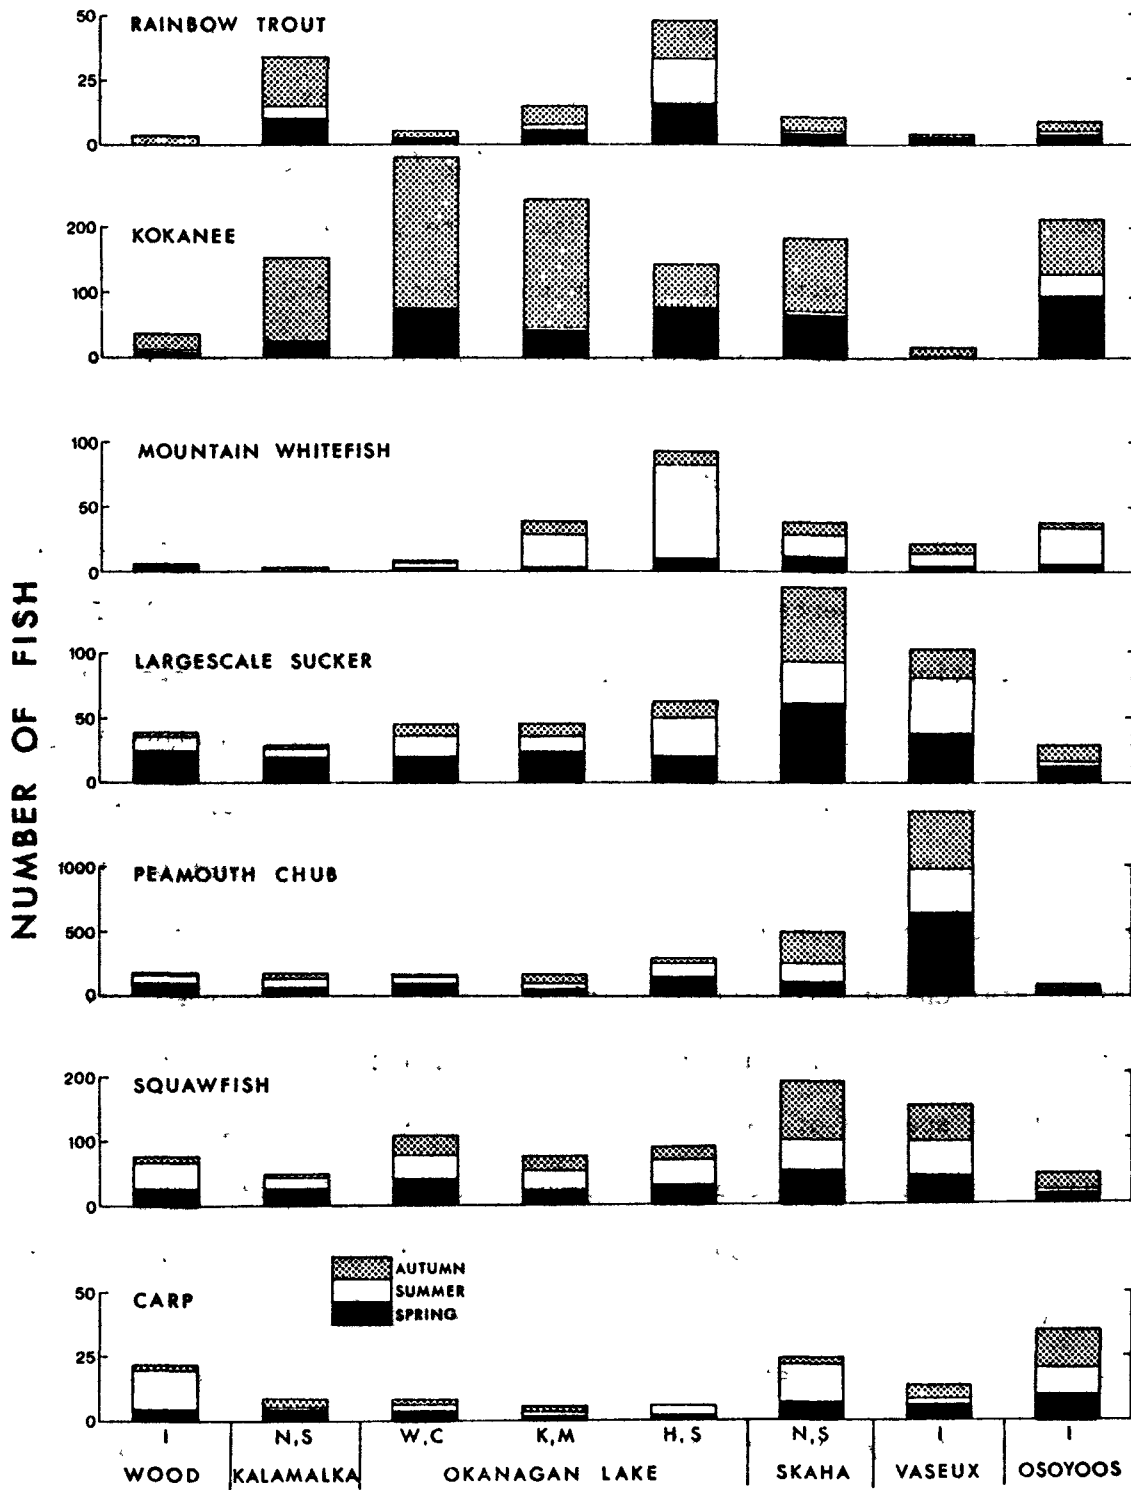 50
RAINBOW TROUT
25
0
200
KOKANEE
100
0
100
MOUNTAIN WHITEFISH
50
0
NUMBER OF FISH
100
LARGESCALE SUCKER
50
0
1000
PEAMOUTH CHUB
500
0
200
SQUAWFISH
100
0
AUTUMN
SUMMER
SPRING
50
CARP
25
0
I N,S W,C K,M H,S N,S I I
WOOD KALAMALKA OKANAGAN LAKE SKAHA VASEUX OSOYOOS